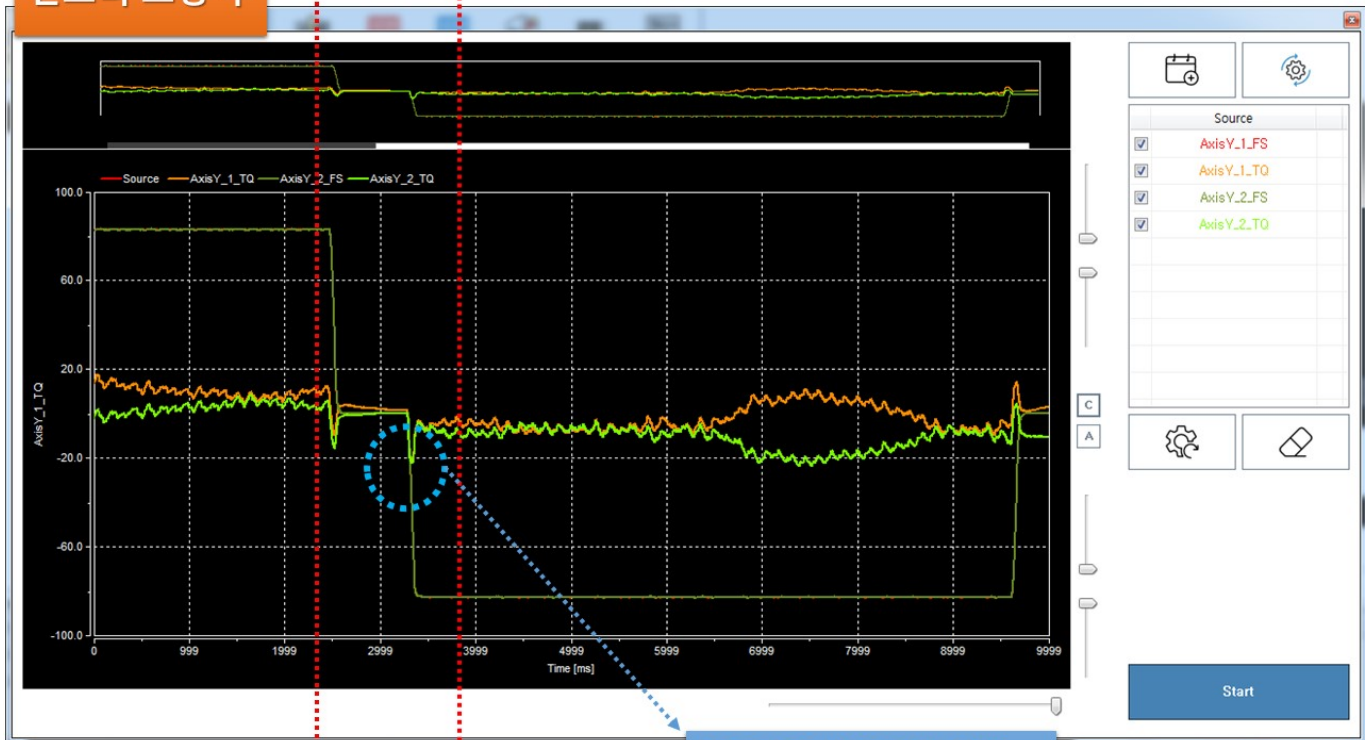 Source
AxisY_1_FS
AxisY_1_TQ
AxisY_2_FS
AxisY_2_TQ
Source AxisY_1_TQ AxisY_2_FS AxisY_2_TQ
100.0
60.0
20.0
-20.0
-60.0
-100.0
AxisY_1_TQ
0 999 1999 2999 3999 4999 5999 6999 7999 8999 9999
Time [ms]
C
A
Start